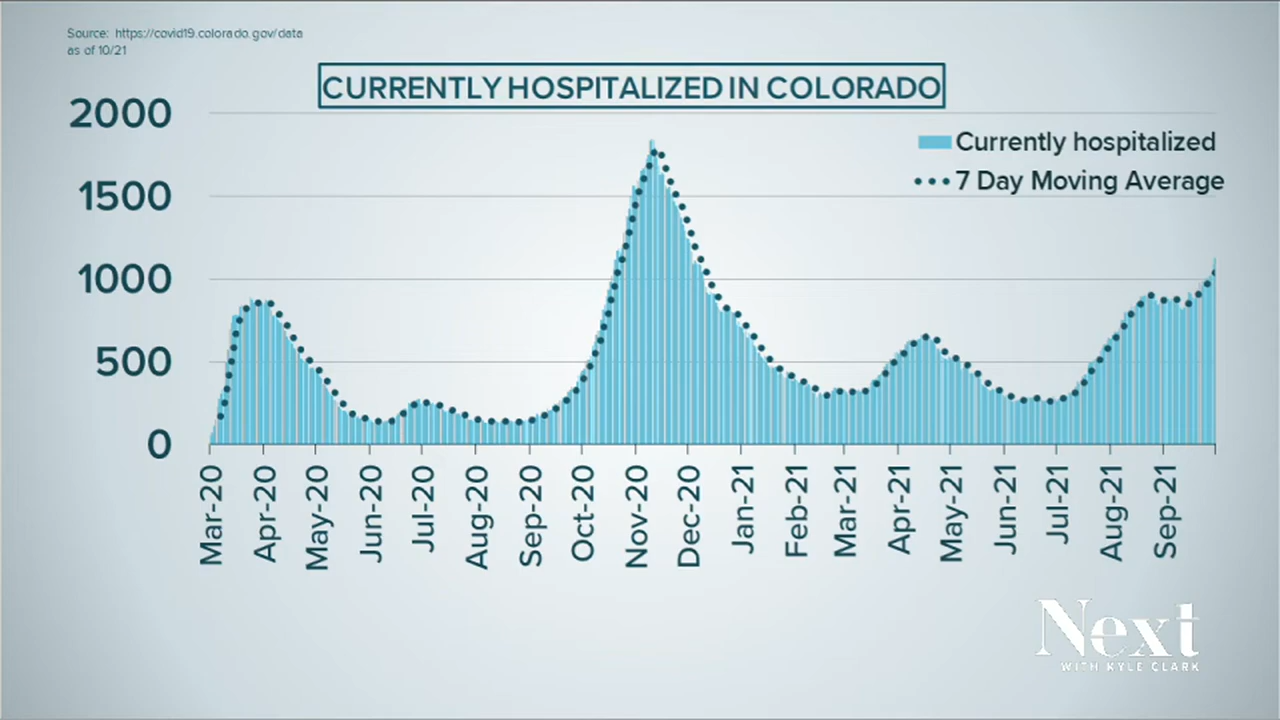 Source: https://covid19.colorado.gov/data
as of 10/21
CURRENTLY HOSPITALIZED IN COLORADO
2000
1500
1000
500
0
Currently hospitalized
7 Day Moving Average
Mar-20
Apr-20
May-20
Jun-20
Jul-20
Aug-20
Sep-20
Oct-20
Nov-20
Dec-20
Jan-21
Feb-21
Mar-21
Apr-21
May-21
Jun-21
Jul-21
Aug-21
Sep-21
Next
WITH KYLE CLARK